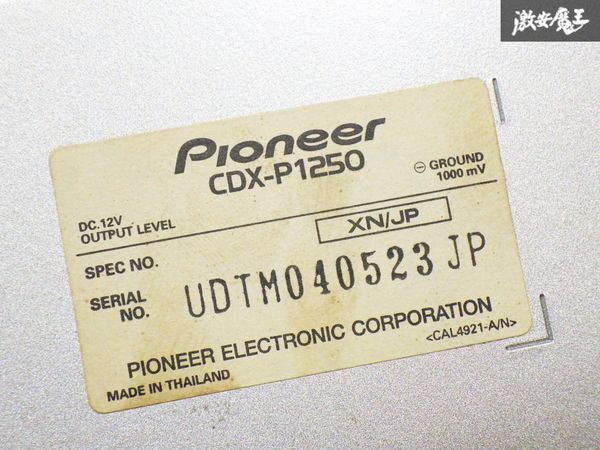 激安魔王
Pioneer
CDX-P1250
DC.12V
OUTPUT LEVEL
⊖ GROUND
1000 mV
SPEC NO.
XN/JP
SERIAL
NO.
UDTM040523JP
PIONEER ELECTRONIC CORPORATION
MADE IN THAILAND
<CAL4921-A/N>